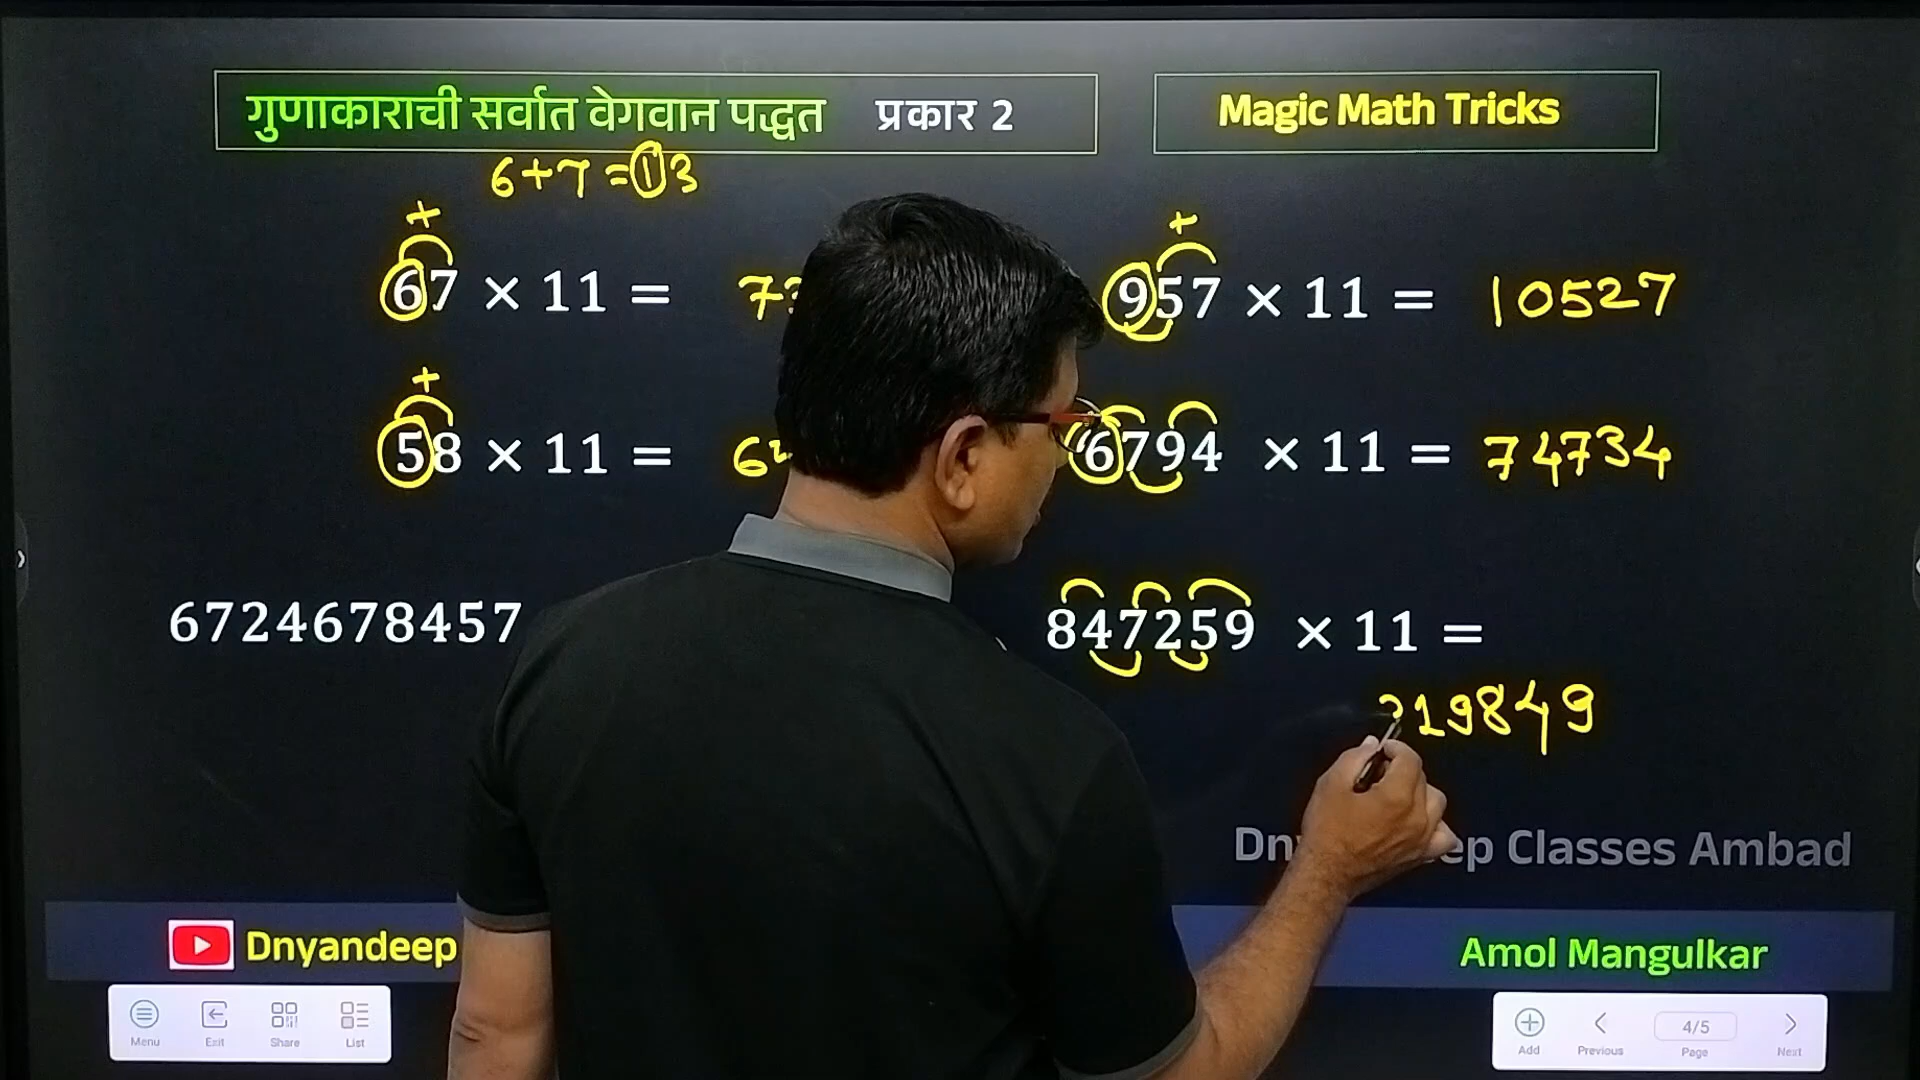 गुणाकाराची सर्वात वेगवान पद्धत प्रकार 2
Magic Math Tricks
6+7=13
+
67 × 11 =
+
957 × 11 = 10527
+
58 × 11 =
6794 × 11 = 74734
6724678457
847259 × 11 =
19849
Classes Ambad
Dnyandeep
Amol Mangulkar
Menu Exit Share List
Add Previous 4/5 Page Next